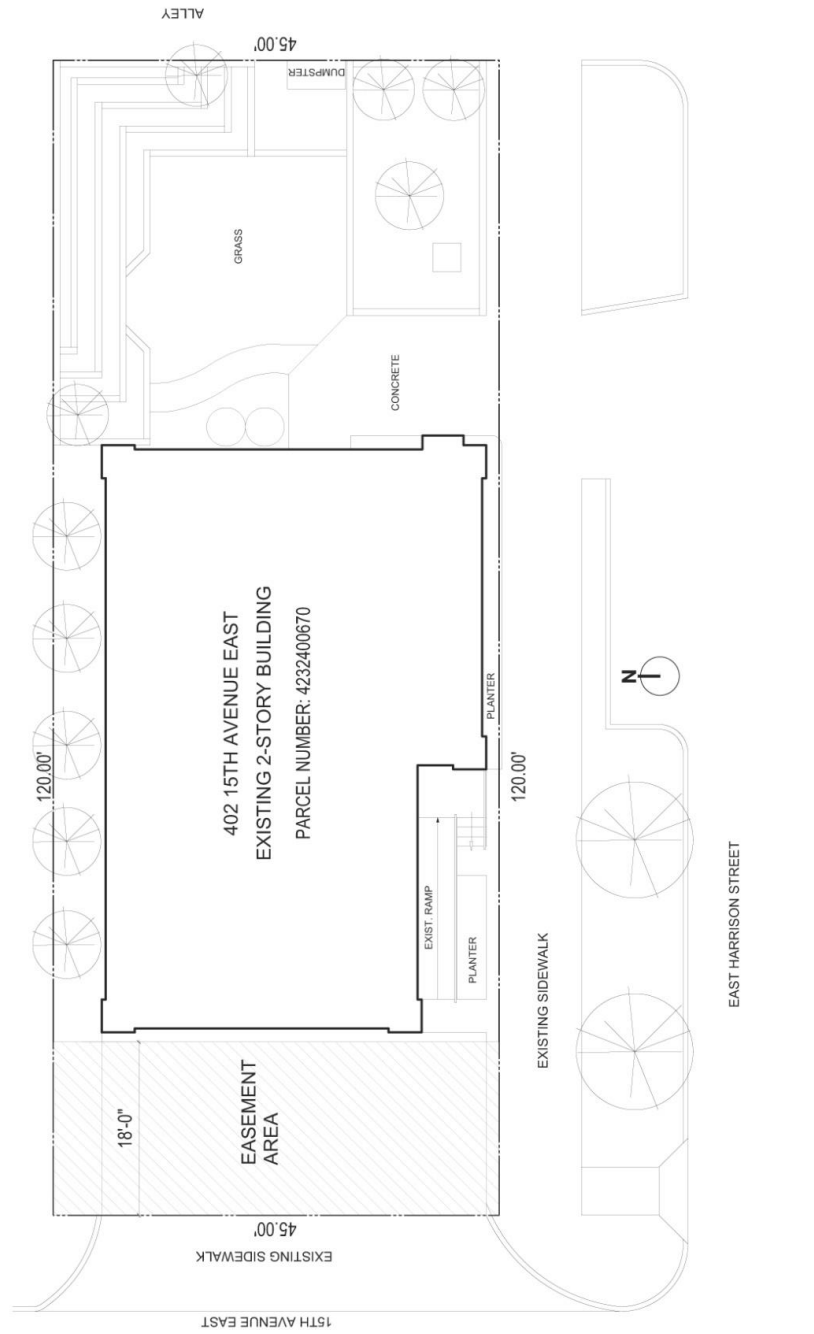 ALLEY
45.00'
DUMPSTER
GRASS
CONCRETE
402 15TH AVENUE EAST
EXISTING 2-STORY BUILDING
PARCEL NUMBER: 4232400670
120.00'
PLANTER
120.00'
N
EXIST. RAMP
PLANTER
EXISTING SIDEWALK
EAST HARRISON STREET
EASEMENT
AREA
18'-0"
45.00'
EXISTING SIDEWALK
15TH AVENUE EAST